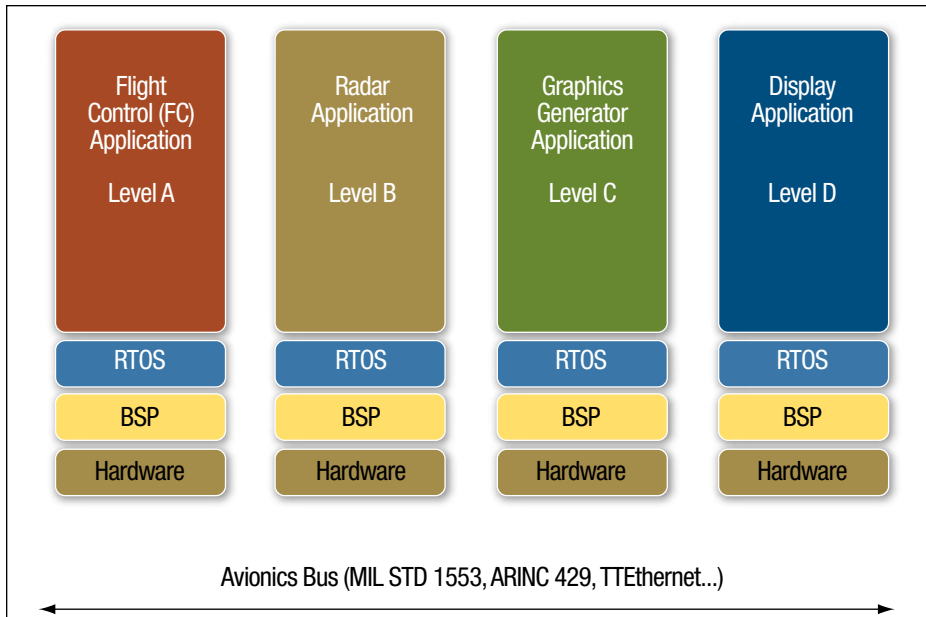 Flight
Control (FC)
Application
Level A
Radar
Application
Level B
Graphics
Generator
Application
Level C
Display
Application
Level D
RTOS
RTOS
RTOS
RTOS
BSP
BSP
BSP
BSP
Hardware
Hardware
Hardware
Hardware
Avionics Bus (MIL STD 1553, ARINC 429, TTEthernet...)